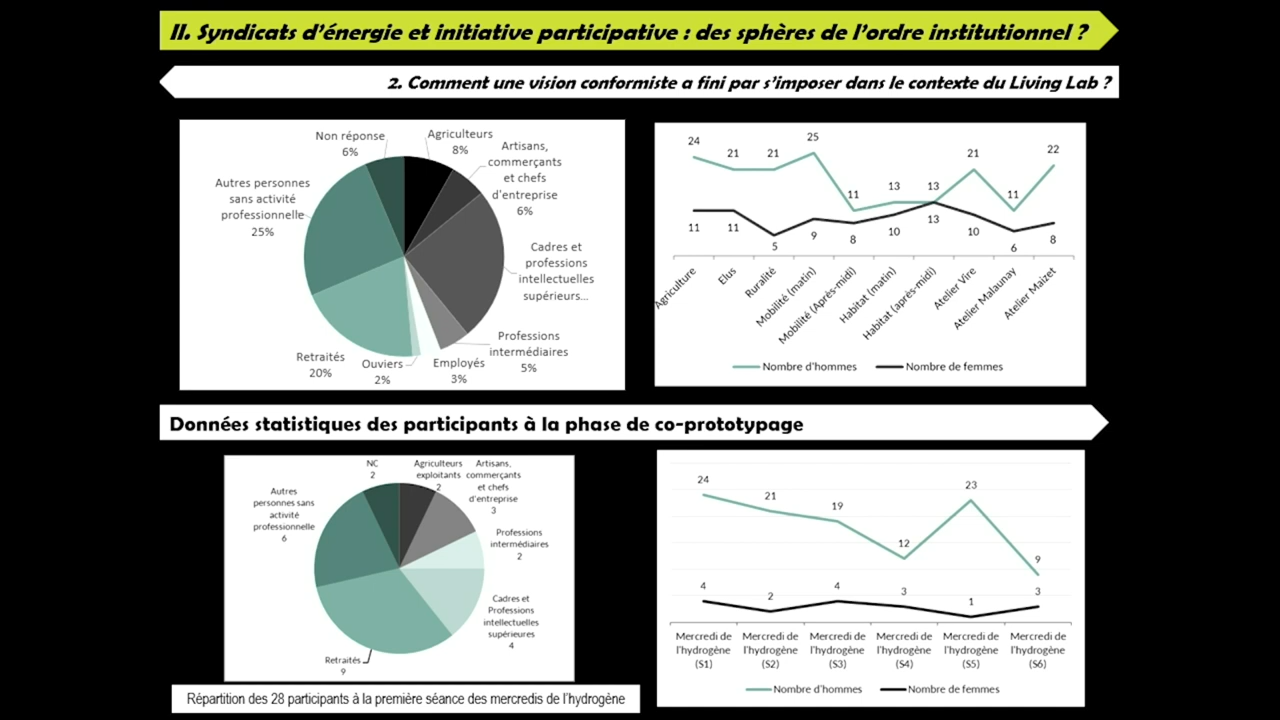 II. Syndicats d'énergie et initiative participative : des sphères de l'ordre institutionnel ?
2. Comment une vision conformiste a fini par s'imposer dans le contexte du Living Lab ?
Non réponse
6%
Agriculteurs
8%
Artisans,
commerçants
et chefs
d'entreprise
6%
Autres personnes
sans activité
professionnelle
25%
Cadres et
professions
intellectuelles
supérieurs...
Professions
intermédiaires
5%
Employés
3%
Ouviers
2%
Retraités
20%
24
21
21
25
11
13
13
21
11
22
11
11
5
9
8
10
13
10
6
8
Agriculture
Elus
Ruralité
Mobilité (matin)
Mobilité (Après-midi)
Habitat (matin)
Habitat (après-midi)
Atelier Vire
Atelier Malaunay
Atelier Maizet
Nombre d'hommes
Nombre de femmes
Données statistiques des participants à la phase de co-prototypage
NC
2
Agriculteurs
exploitants
2
Artisans,
commerçants
et chefs
d'entreprise
3
Autres
personnes sans
activité
professionnelle
6
Professions
intermédiaires
2
Cadres et
Professions
intellectuelles
supérieures
4
Retraités
9
Répartition des 28 participants à la première séance des mercredis de l'hydrogène
24
21
19
12
23
9
4
2
4
3
1
3
Mercredi de
l'hydrogène
(S1)
Mercredi de
l'hydrogène
(S2)
Mercredi de
l'hydrogène
(S3)
Mercredi de
l'hydrogène
(S4)
Mercredi de
l'hydrogène
(S5)
Mercredi de
l'hydrogène
(S6)
Nombre d'hommes
Nombre de femmes